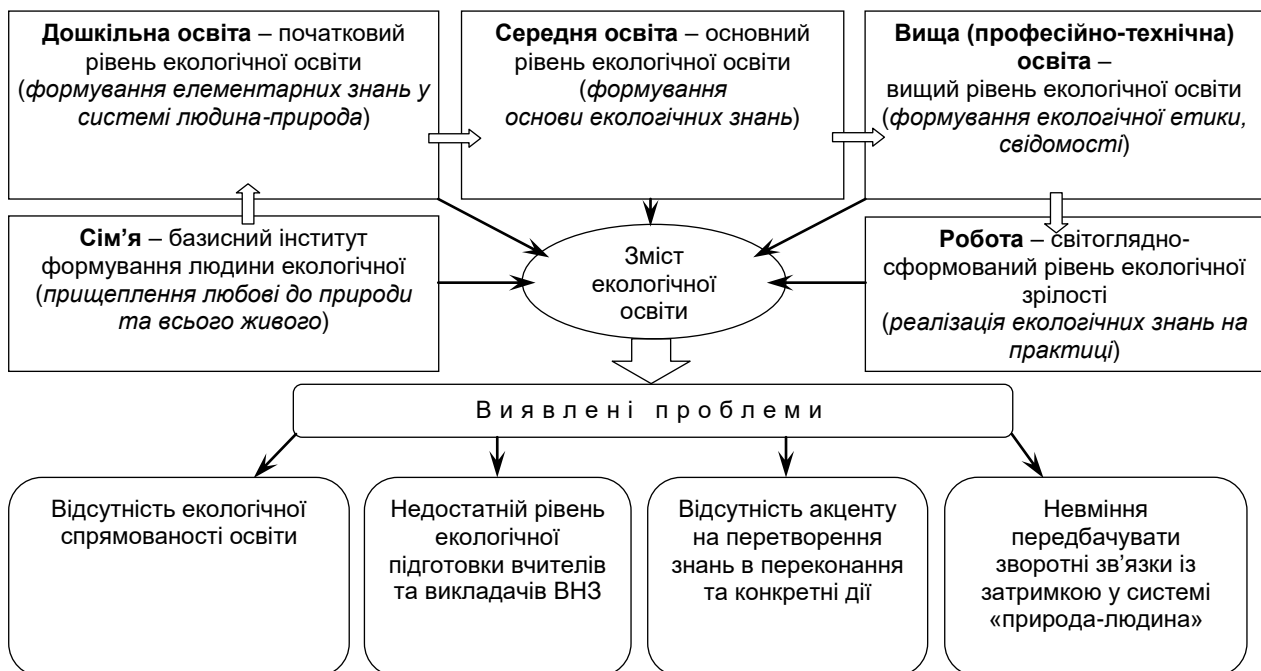 Дошкільна освіта – початковий
рівень екологічної освіти
(формування елементарних знань у
системі людина-природа)
Середня освіта – основний
рівень екологічної освіти
(формування
основи екологічних знань)
Вища (професійно-технічна)
освіта –
вищий рівень екологічної освіти
(формування екологічної етики,
свідомості)
Сім’я – базисний інститут
формування людини екологічної
(прищеплення любові до природи
та всього живого)
Зміст
екологічної
освіти
Робота – світоглядно-
сформований рівень екологічної
зрілості
(реалізація екологічних знань на
практиці)
Виявлені проблеми
Відсутність екологічної
спрямованості освіти
Недостатній рівень
екологічної
підготовки вчителів
та викладачів ВНЗ
Відсутність акценту
на перетворення
знань в переконання
та конкретні дії
Невміння
передбачувати
зворотні зв’язки із
затримкою у системі
«природа-людина»